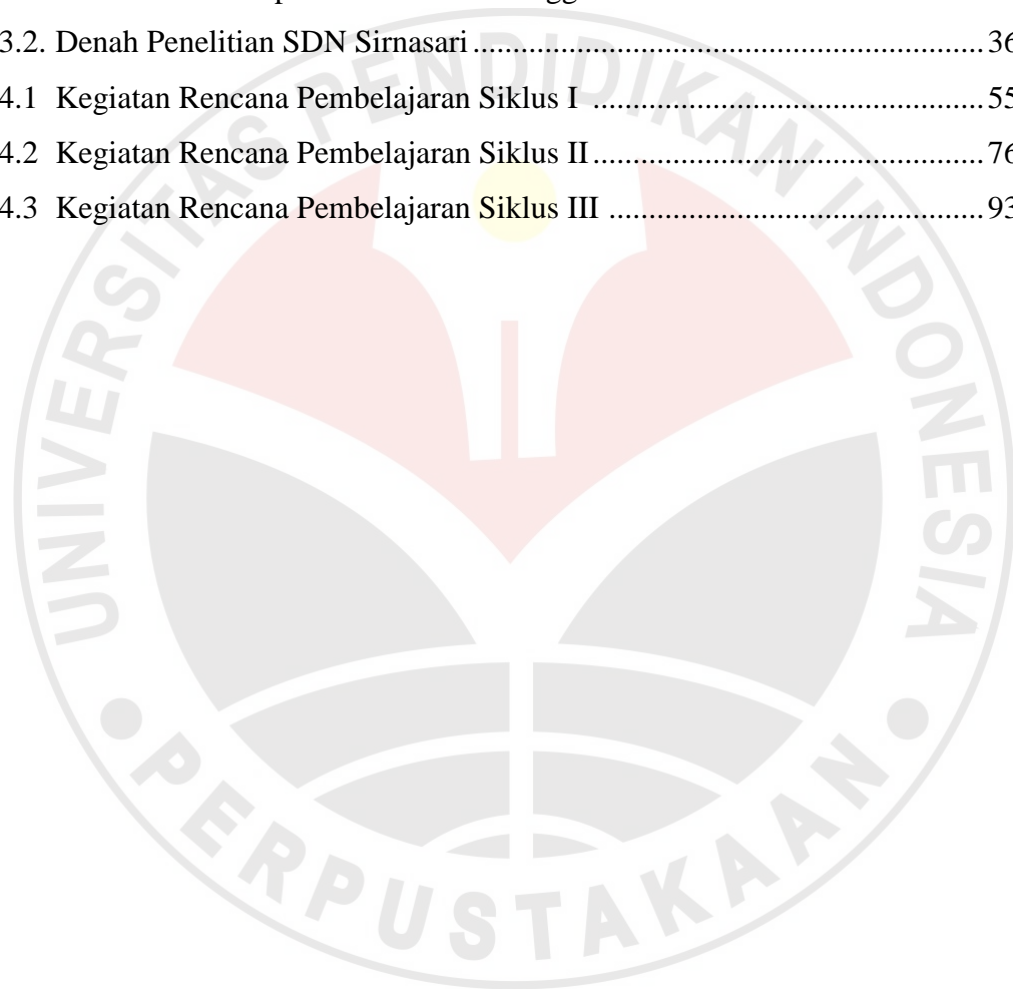 3.2. Denah Penelitian SDN Sirnasari ........................................................................ 36
4.1 Kegiatan Rencana Pembelajaran Siklus I ....................................................... 55
4.2 Kegiatan Rencana Pembelajaran Siklus II ....................................................... 76
4.3 Kegiatan Rencana Pembelajaran Siklus III ..................................................... 93
UNIVERSITAS PENDIDIKAN INDONESIA
PERPUSTAKAAN